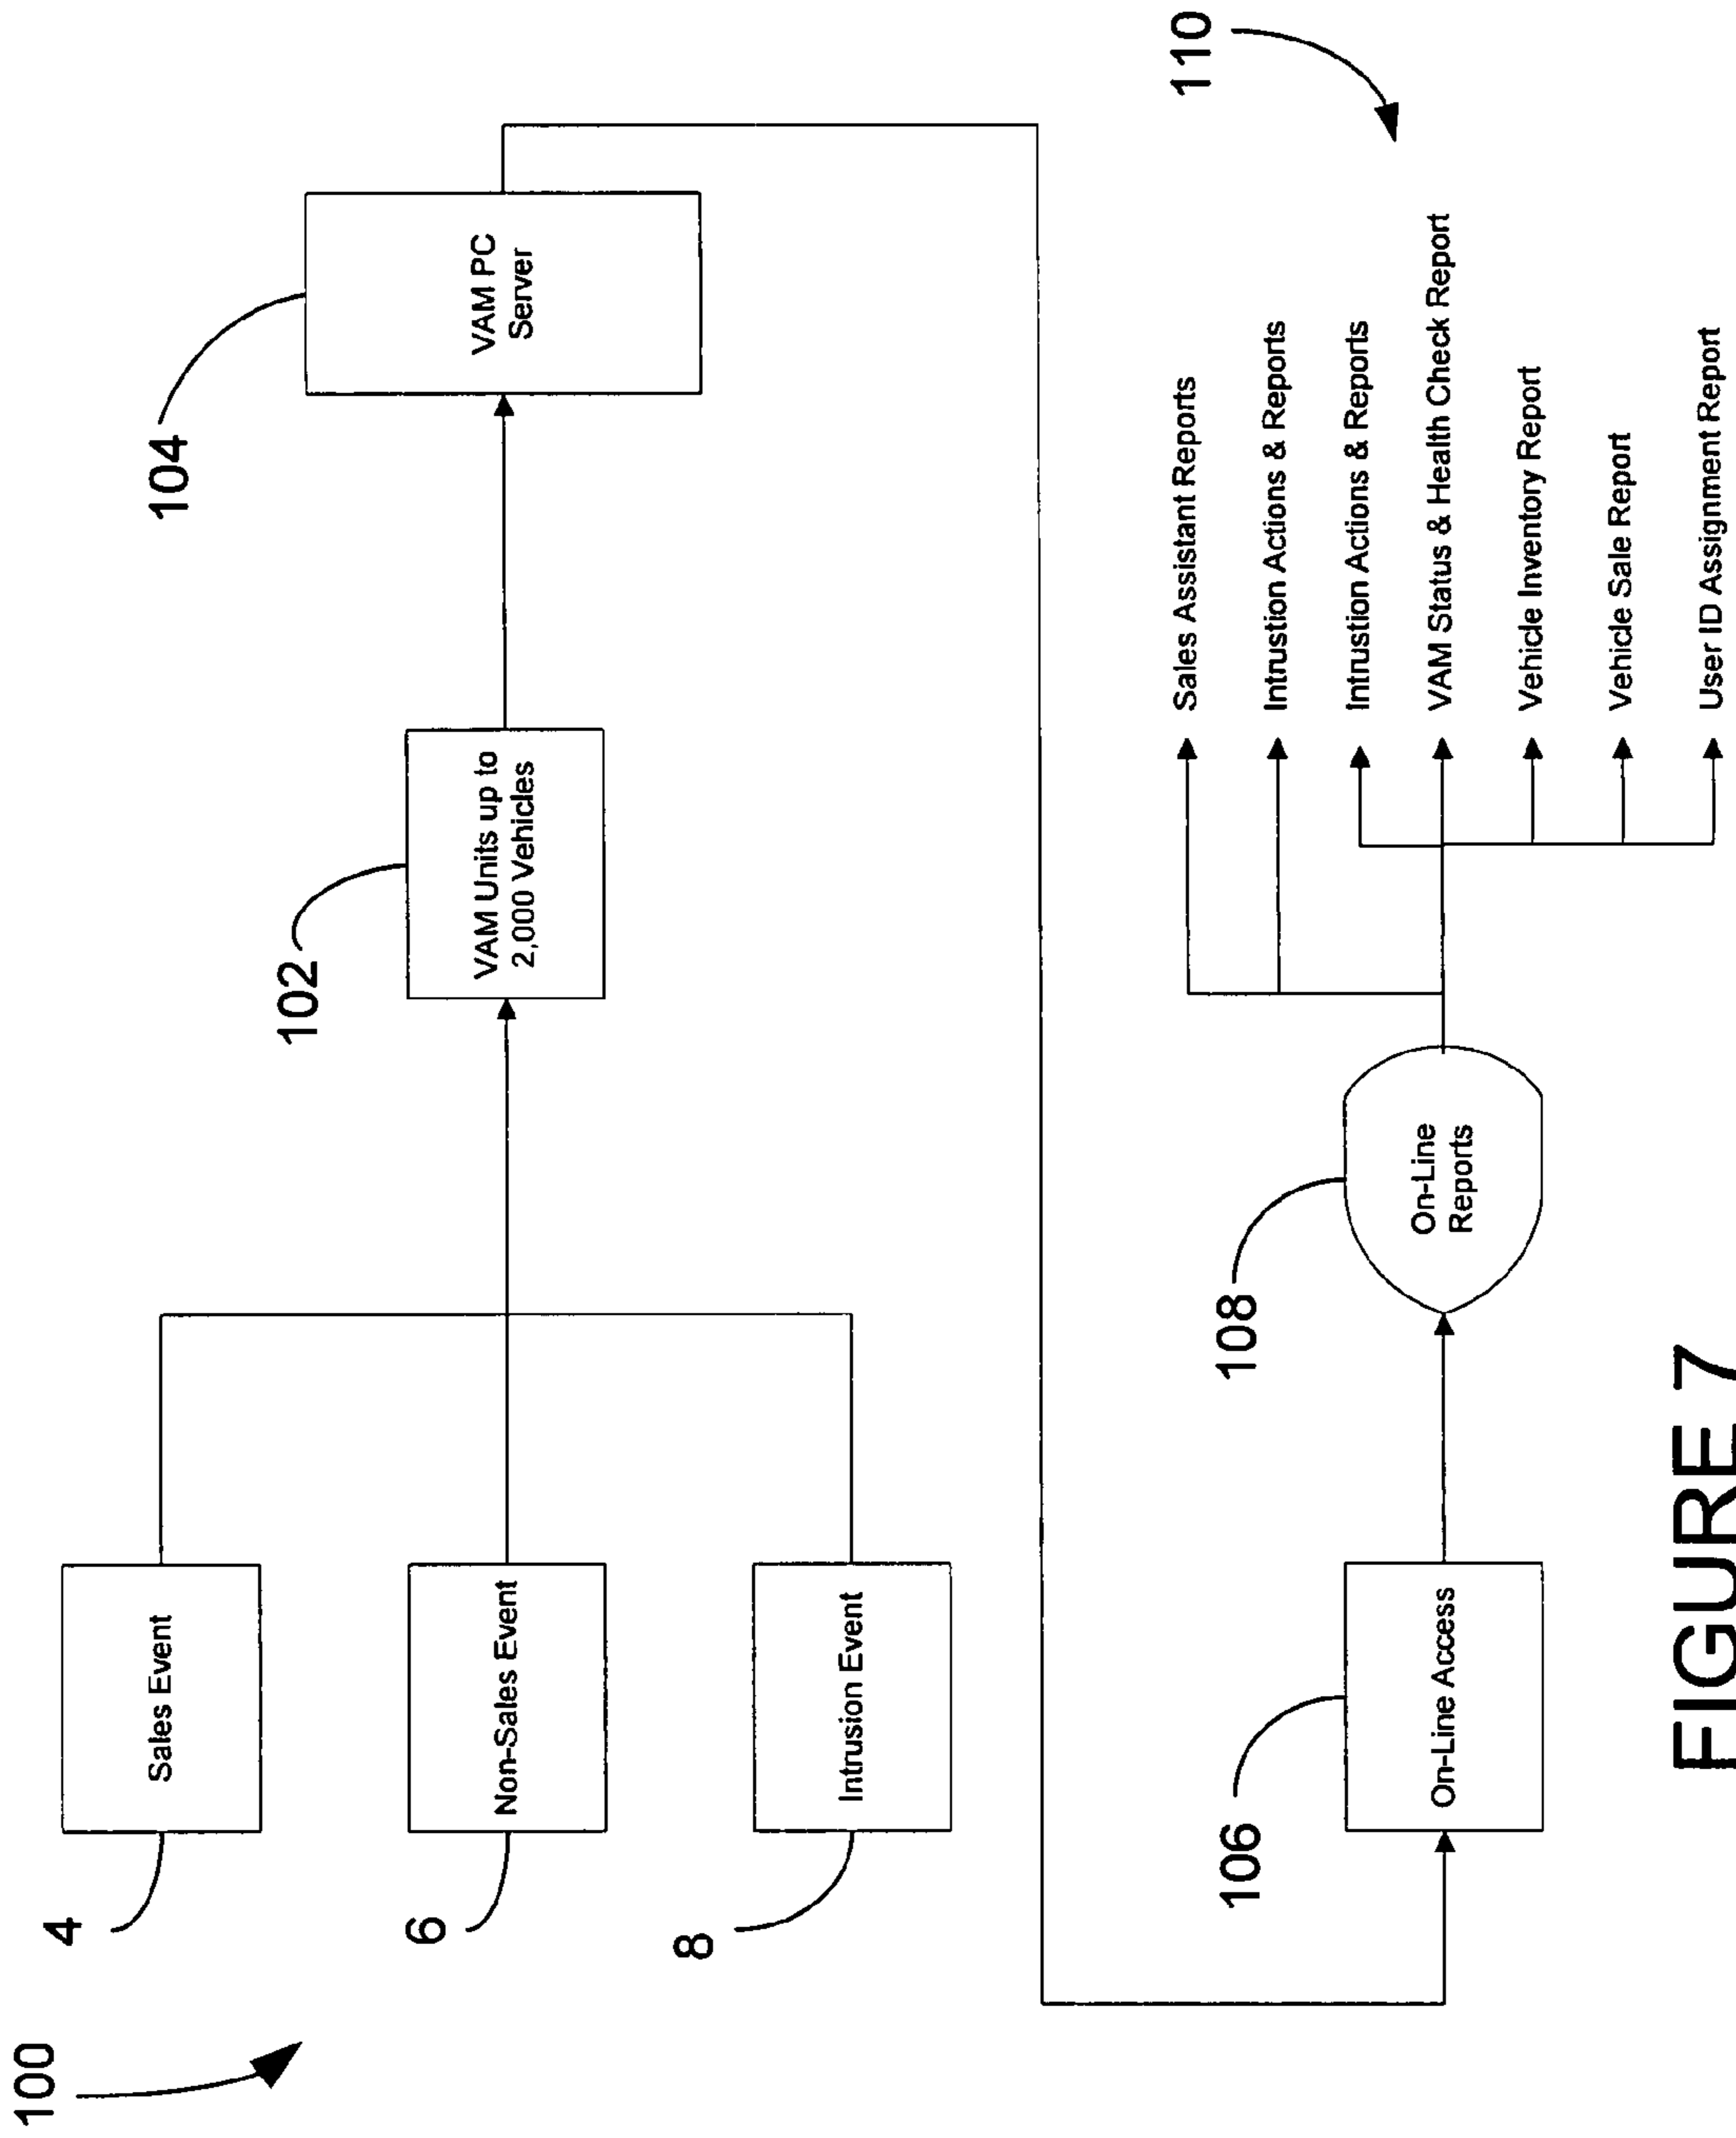 100
4
Sales Event
6
Non-Sales Event
8
Intrusion Event
102
VAM Units up to
2,000 Vehicles
104
VAM PC
Server
106
On-Line Access
108
On-Line
Reports
110
Sales Assistant Reports
Intrustion Actions & Reports
Intrustion Actions & Reports
VAM Status & Health Check Report
Vehicle Inventory Report
Vehicle Sale Report
User ID Assignment Report
FIGURE 7